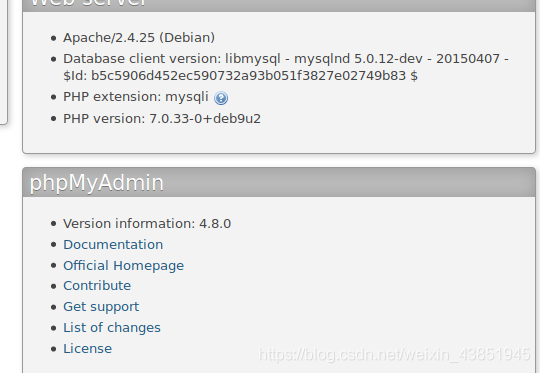 Web server
Apache/2.4.25 (Debian)
Database client version: libmysql - mysqlnd 5.0.12-dev - 20150407 -
$Id: b5c5906d452ec590732a93b051f3827e02749b83 $
PHP extension: mysqli
PHP version: 7.0.33-0+deb9u2
phpMyAdmin
Version information: 4.8.0
Documentation
Official Homepage
Contribute
Get support
List of changes
License
https://blog.csdn.net/weixin_43851945